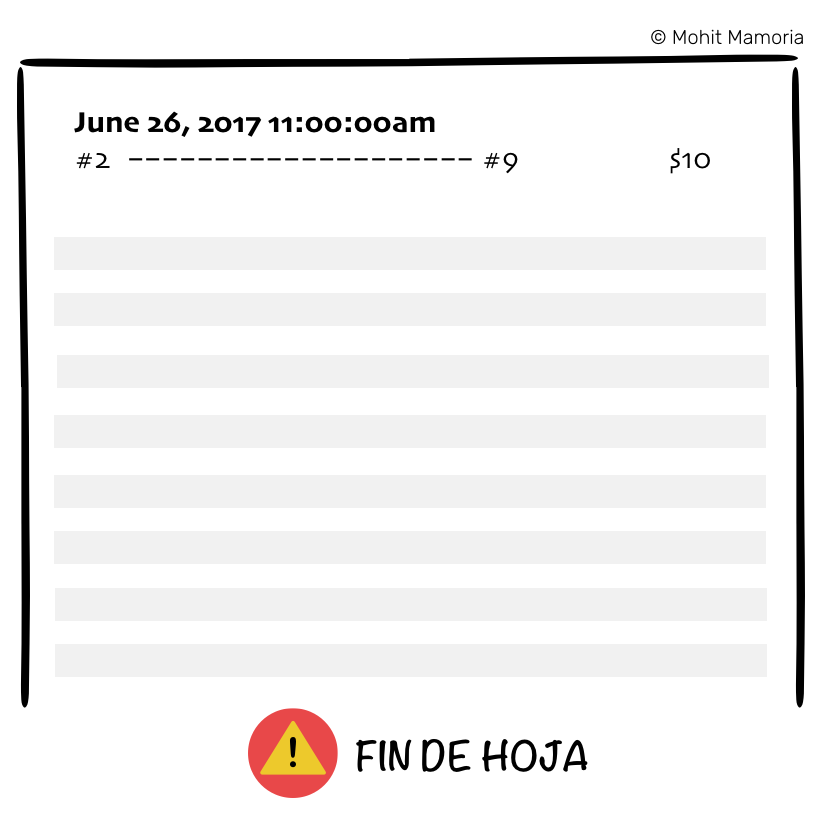 © Mohit Mamoria
June 26, 2017 11:00:00am
#2 -------------------- #9 $10
! FIN DE HOJA